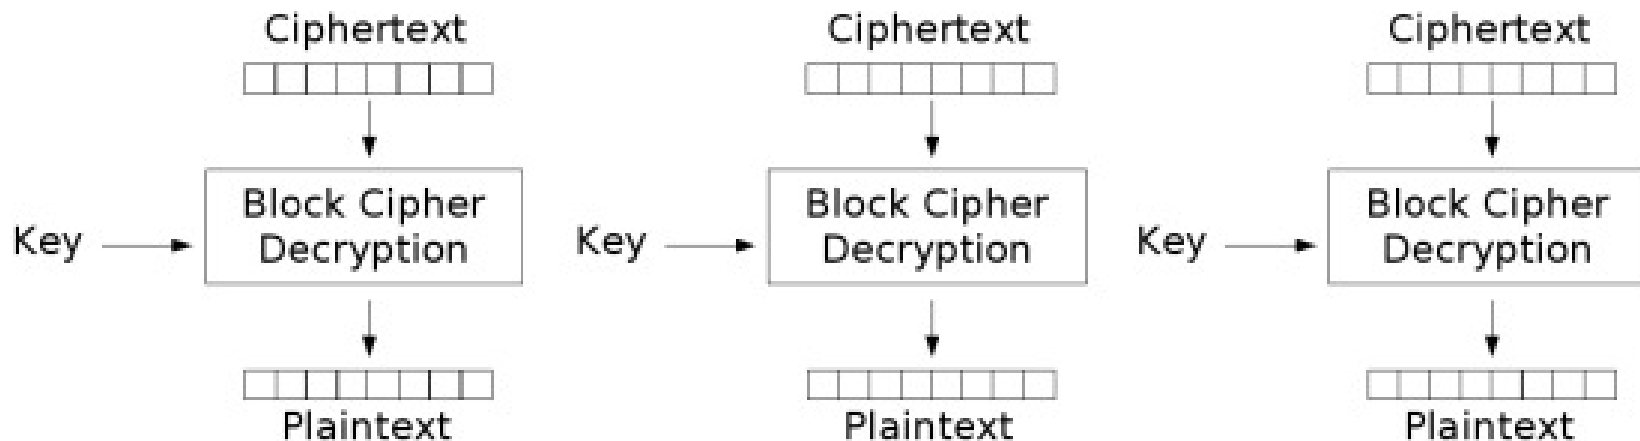 Ciphertext
Ciphertext
Ciphertext
Key
Block Cipher
Decryption
Key
Block Cipher
Decryption
Key
Block Cipher
Decryption
Plaintext
Plaintext
Plaintext